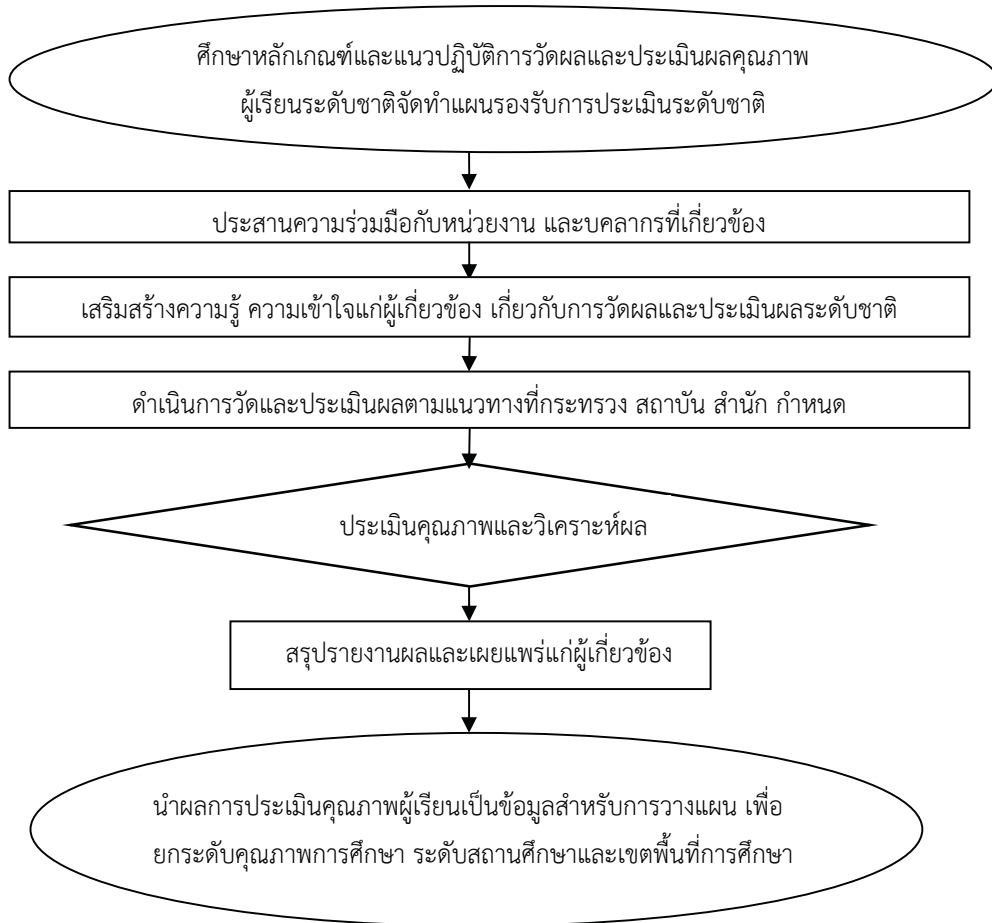 ศึกษาหลักเกณฑ์และแนวปฏิบัติการวัดผลและประเมินผลคุณภาพ
ผู้เรียนระดับชาติจัดทำแผนรองรับการประเมินระดับชาติ
ประสานความร่วมมือกับหน่วยงาน และบคลากรที่เกี่ยวข้อง
เสริมสร้างความรู้ ความเข้าใจแก่ผู้เกี่ยวข้อง เกี่ยวกับการวัดผลและประเมินผลระดับชาติ
ดำเนินการวัดและประเมินผลตามแนวทางที่กระทรวง สถาบัน สำนัก กำหนด
ประเมินคุณภาพและวิเคราะห์ผล
สรุปรายงานผลและเผยแพร่แก่ผู้เกี่ยวข้อง
นำผลการประเมินคุณภาพผู้เรียนเป็นข้อมูลสำหรับการวางแผน เพื่อ
ยกระดับคุณภาพการศึกษา ระดับสถานศึกษาและเขตพื้นที่การศึกษา